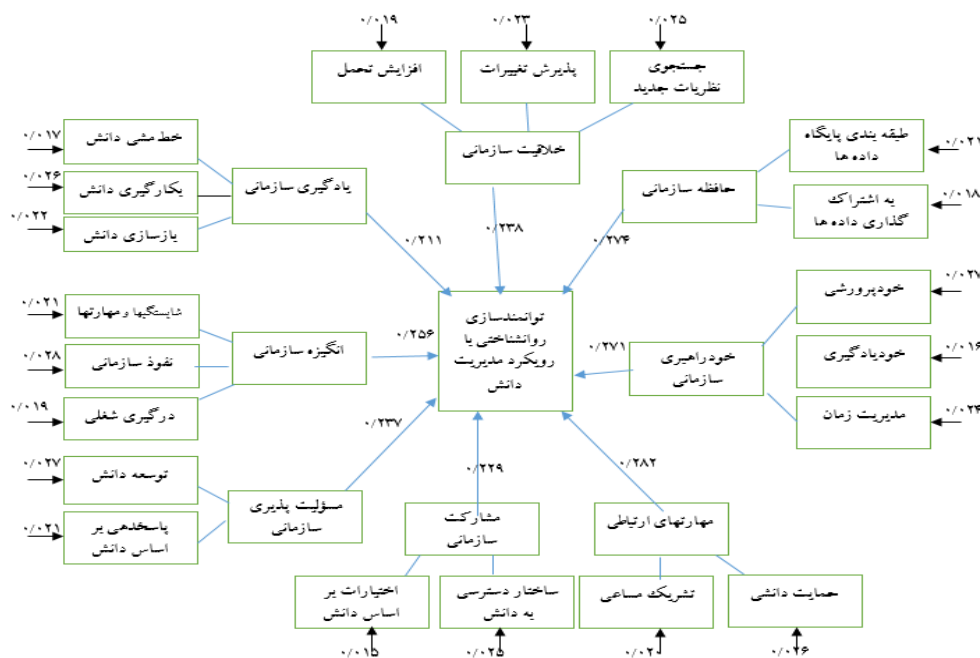 ۰/۰۱۹
۰/۰۲۳
۰/۰۲۵
افزایش تحمل
پذیرش تغییرات
جستجوی
نظریات جدید
خلاقیت سازمانی
۰/۲۳۸
طبقه بندی پایگاه
داده ها
۰/۰۲۱
به اشتراک
گذاری داده ها
۰/۰۱۸
حافظه سازمانی
۰/۲۷۴
۰/۰۱۷
خط مشی دانش
۰/۰۲۶
بکارگیری دانش
۰/۰۲۲
بازسازی دانش
یادگیری سازمانی
۰/۲۱۱
توانمندسازی
روانشناختی با
رویکرد مدیریت
دانش
خودپرورشی
۰/۰۲۷
خودیادگیری
۰/۰۱۶
مدیریت زمان
۰/۰۲۴
خودراهبری
سازمانی
۰/۲۷۱
۰/۰۲۱
شایستگیها و مهارتها
۰/۰۲۸
نفوذ سازمانی
۰/۰۱۹
درگیری شغلی
انگیزه سازمانی
۰/۲۵۶
۰/۰۲۷
توسعه دانش
۰/۰۲۱
پاسخدهی بر
اساس دانش
مسؤلیت پذیری
سازمانی
۰/۲۳۷
۰/۲۲۹
مشارکت
سازمانی
اختیارات بر
اساس دانش
۰/۰۱۵
ساختار دسترسی
به دانش
۰/۰۲۵
۰/۲۸۲
مهارتهای ارتباطی
تشریک مساعی
۰/۰۲۰
حمایت دانشی
۰/۰۲۶